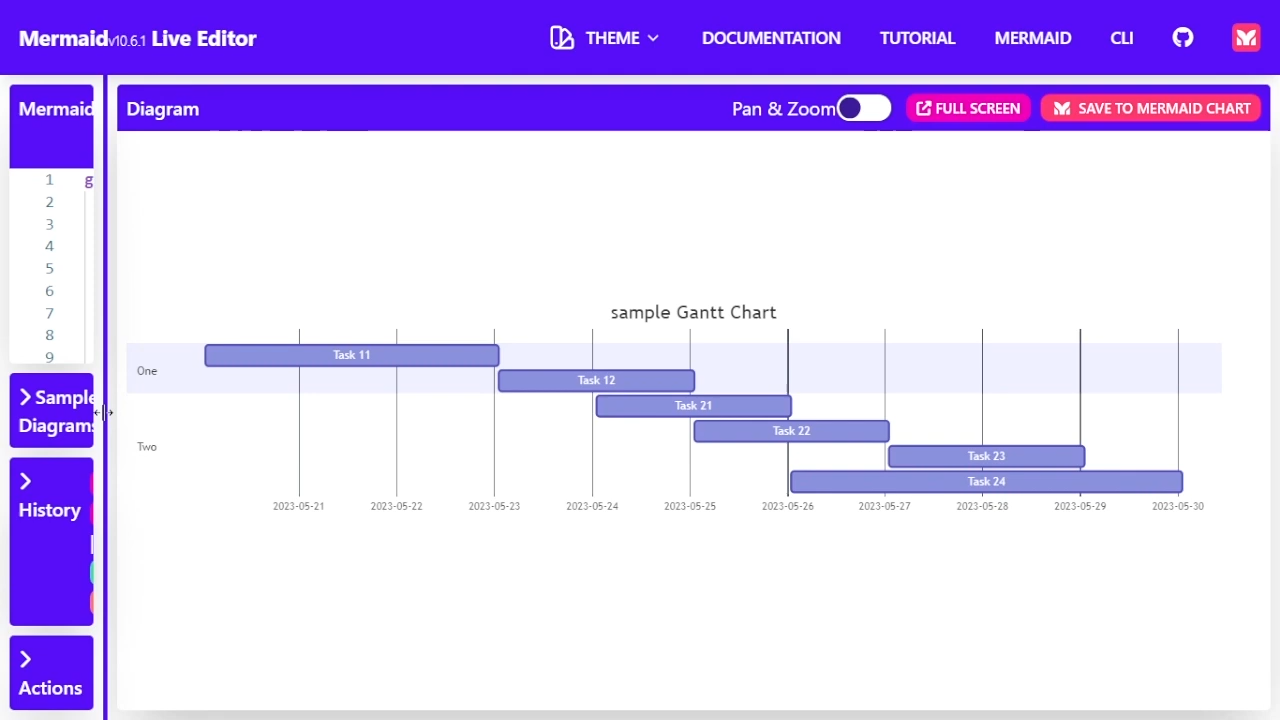 Mermaid v10.6.1 Live Editor
THEME
DOCUMENTATION
TUTORIAL
MERMAID
CLI
Mermaid
1 g
2
3
4
5
6
7
8
9
Sample
Diagrams
History
Actions
Diagram
Pan & Zoom
FULL SCREEN
SAVE TO MERMAID CHART
sample Gantt Chart
One
Task 11
Task 12
Two
Task 21
Task 22
Task 23
Task 24
2023-05-21 2023-05-22 2023-05-23 2023-05-24 2023-05-25 2023-05-26 2023-05-27 2023-05-28 2023-05-29 2023-05-30